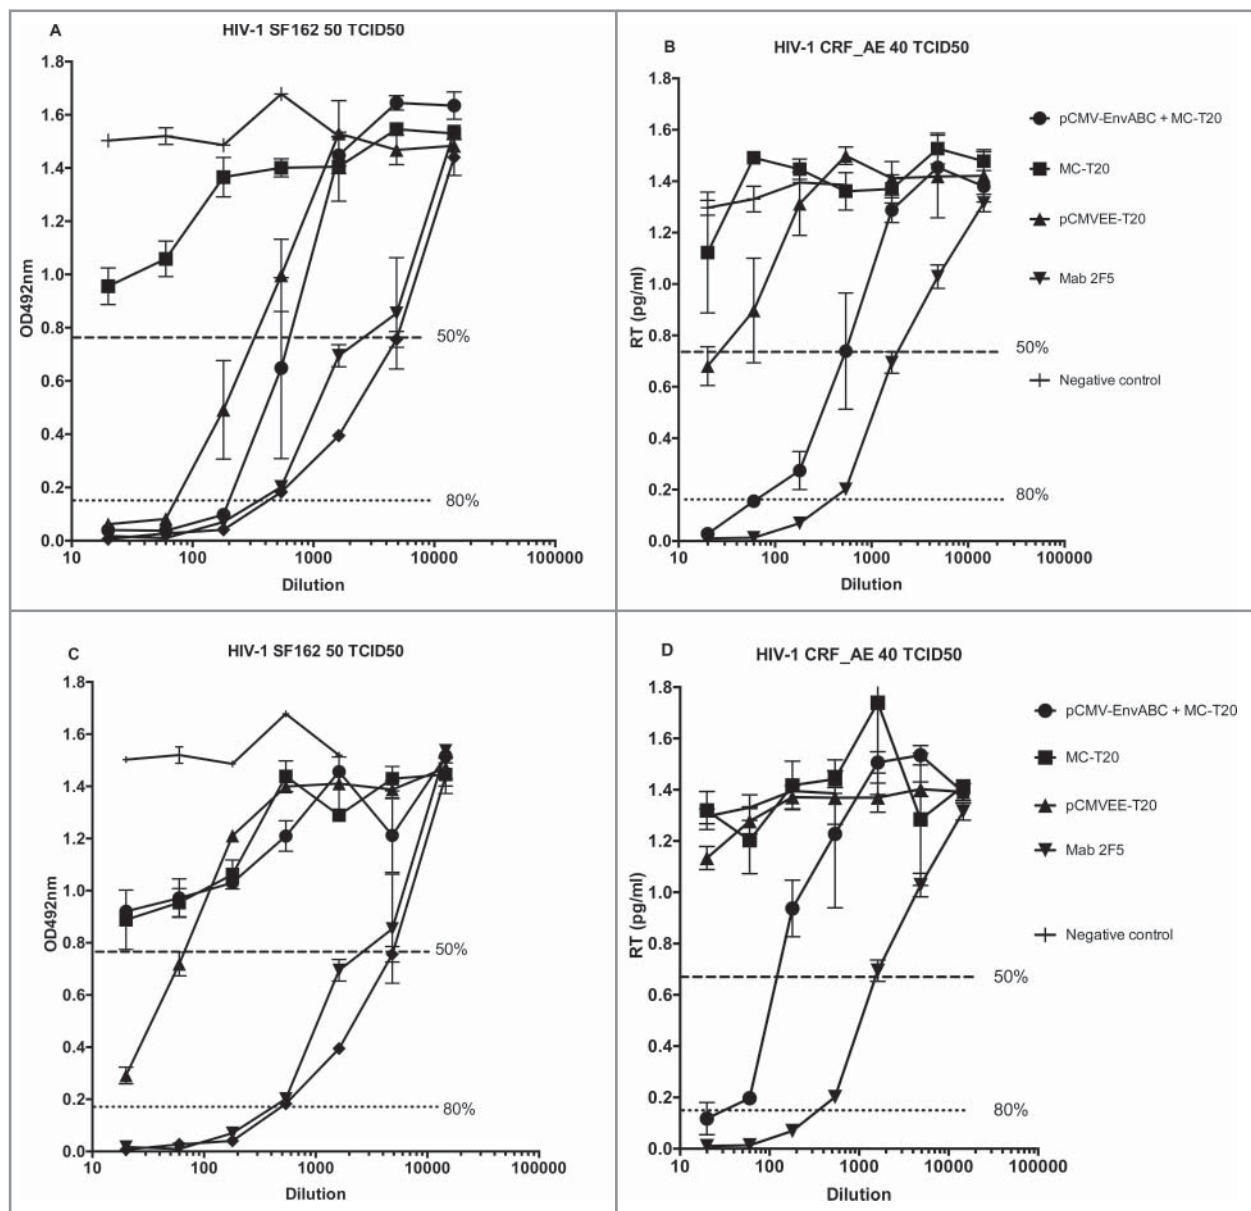 A
HIV-1 SF162 50 TCID50
OD492nm
1.8
1.6
1.4
1.2
1.0
0.8
0.6
0.4
0.2
0.0
50%
80%
10 100 1000 10000 100000
Dilution
B
HIV-1 CRF_AE 40 TCID50
RT (pg/ml)
1.8
1.6
1.4
1.2
1.0
0.8
0.6
0.4
0.2
0.0
50%
80%
10 100 1000 10000 100000
Dilution
pCMV-EnvABC + MC-T20
MC-T20
pCMVEE-T20
Mab 2F5
Negative control
C
HIV-1 SF162 50 TCID50
OD492nm
1.8
1.6
1.4
1.2
1.0
0.8
0.6
0.4
0.2
0.0
50%
80%
10 100 1000 10000 100000
Dilution
D
HIV-1 CRF_AE 40 TCID50
RT (pg/ml)
1.8
1.6
1.4
1.2
1.0
0.8
0.6
0.4
0.2
0.0
50%
80%
10 100 1000 10000 100000
Dilution
pCMV-EnvABC + MC-T20
MC-T20
pCMVEE-T20
Mab 2F5
Negative control